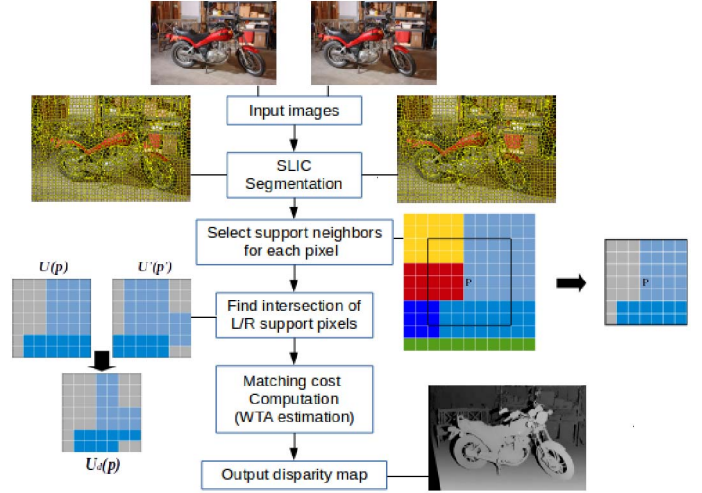 Input images
SLIC
Segmentation
Select support neighbors
for each pixel
U(p)
U'(p')
P
P
Find intersection of
L/R support pixels
Matching cost
Computation
(WTA estimation)
Ud(p)
Output disparity map